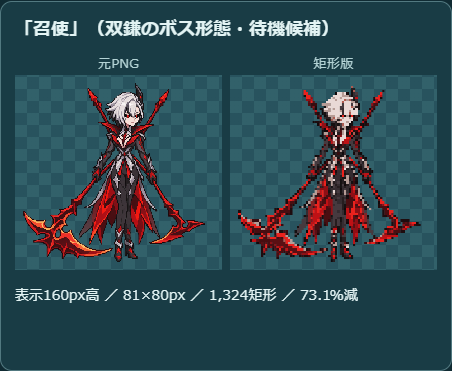 「召使」（双鎌のボス形態・待機候補）
元PNG
矩形版
表示160px高 ／ 81×80px ／ 1,324矩形 ／ 73.1%減